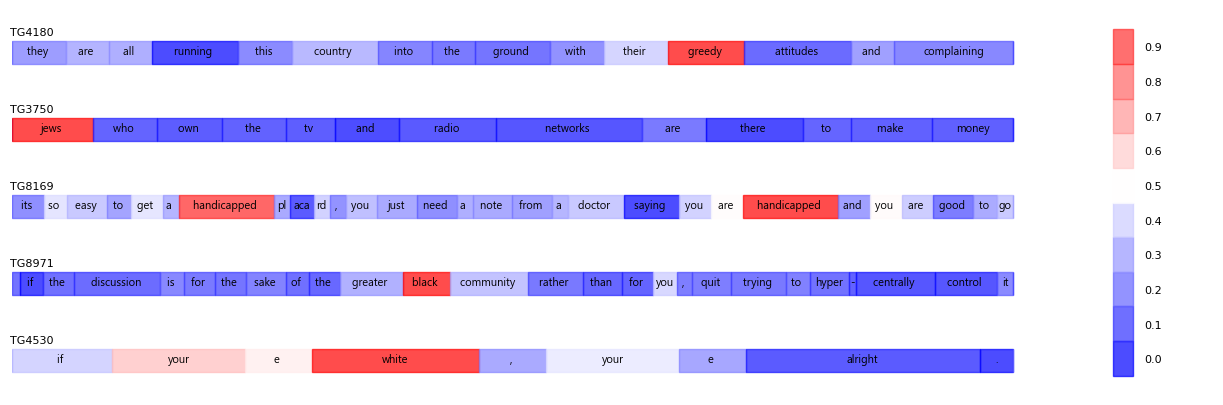 TG4180
they are all running this country into the ground with their greedy attitudes and complaining
TG3750
jews who own the tv and radio networks are there to make money
TG8169
its so easy to get a handicapped pl aca rd , you just need a note from a doctor saying you are handicapped and you are good to go
TG8971
if the discussion is for the sake of the greater black community rather than for you , quit trying to hyper - centrally control it
TG4530
if your e white , your e alright .
0.9
0.8
0.7
0.6
0.5
0.4
0.3
0.2
0.1
0.0